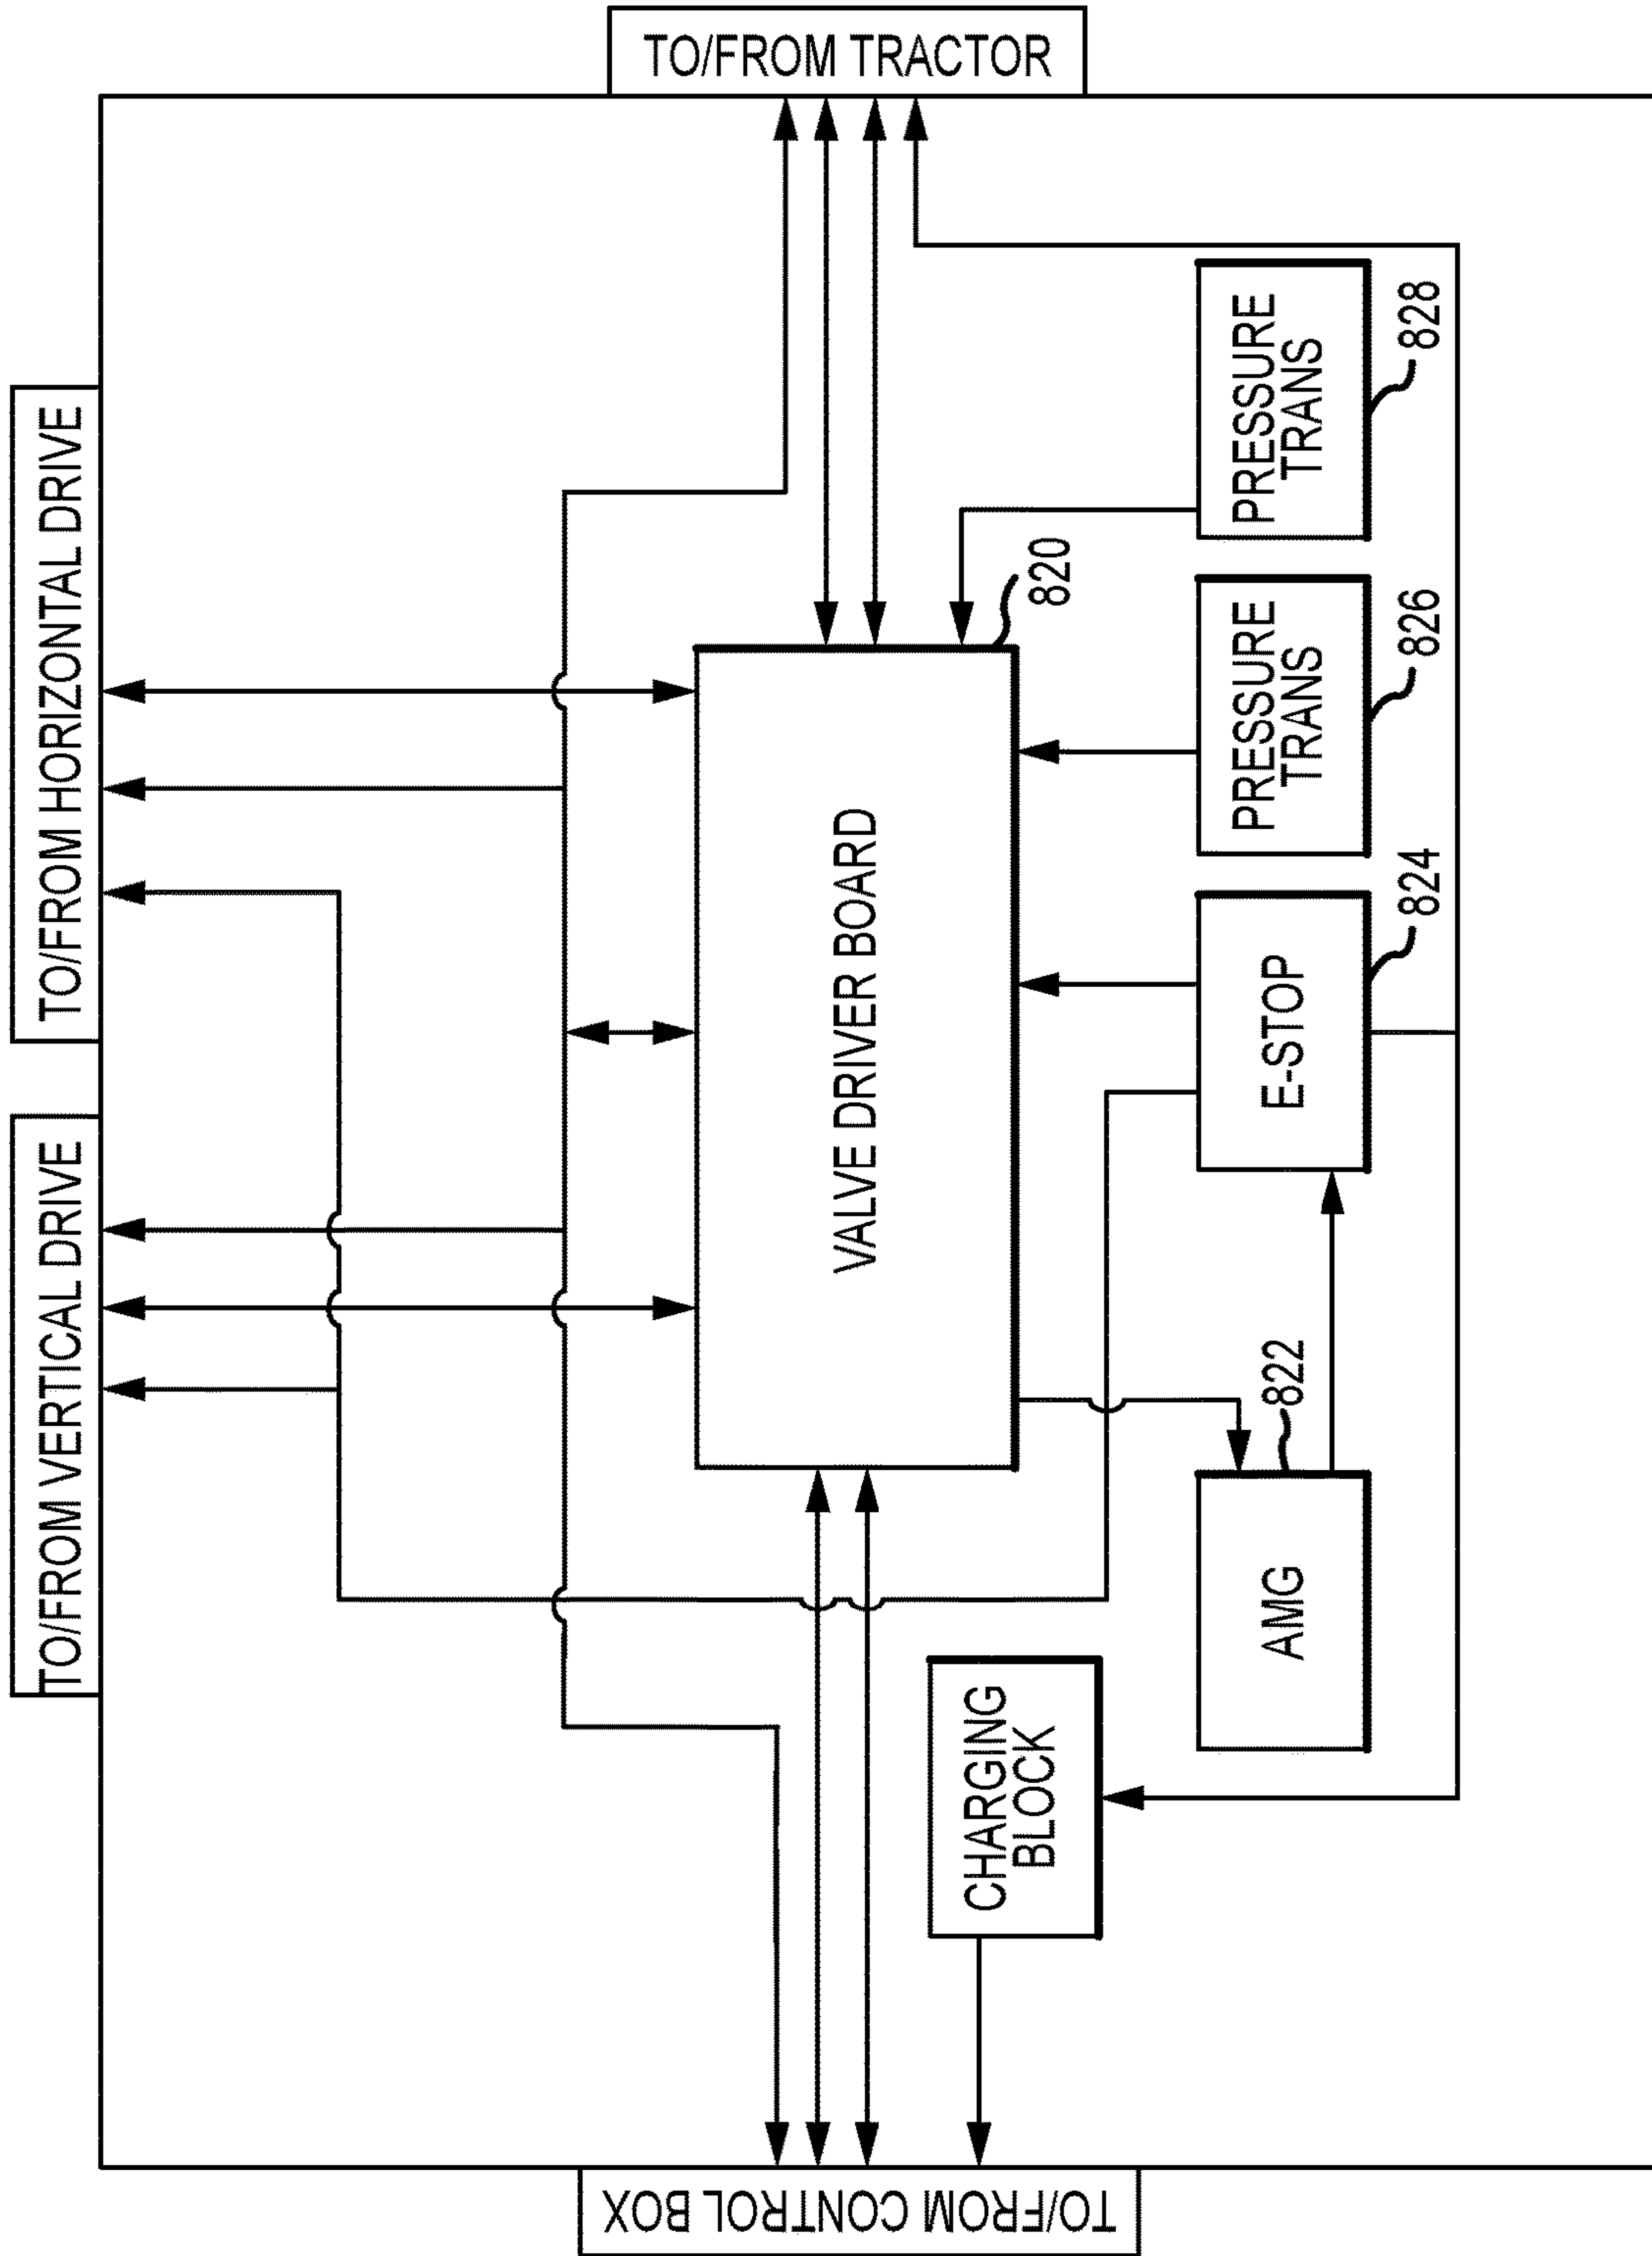 TO/FROM TRACTOR
TO/FROM HORIZONTAL DRIVE
TO/FROM VERTICAL DRIVE
TO/FROM CONTROL BOX
VALVE DRIVER BOARD
820
CHARGING
BLOCK
AMG
822
E-STOP
824
PRESSURE
TRANS
826
PRESSURE
TRANS
828